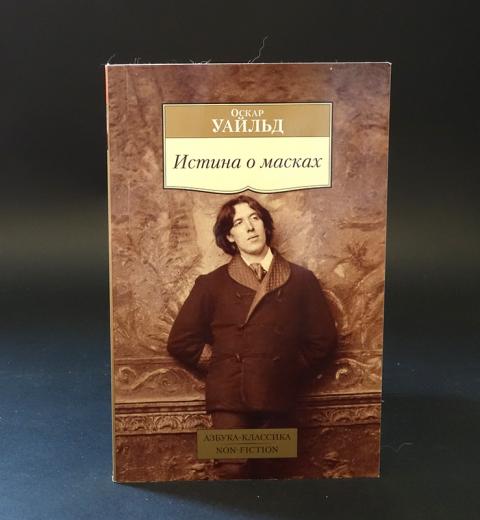 Оскар
УАЙЛЬД
Истина о масках
АЗБУКА-КЛАССИКА
NON-FICTION